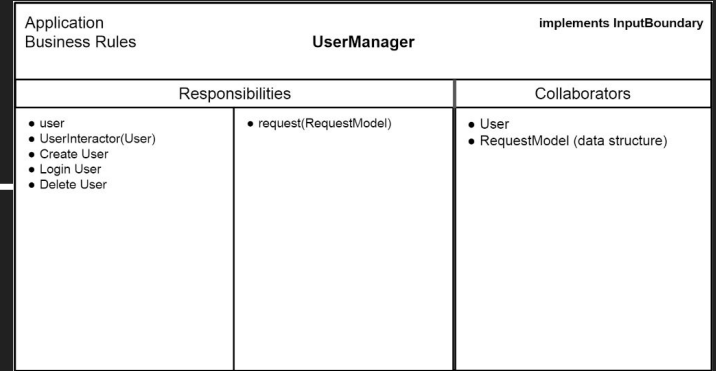 Application
Business Rules
UserManager
implements InputBoundary
Responsibilities
Collaborators
● user
● UserInteractor(User)
● Create User
● Login User
● Delete User
● request(RequestModel)
● User
● RequestModel (data structure)